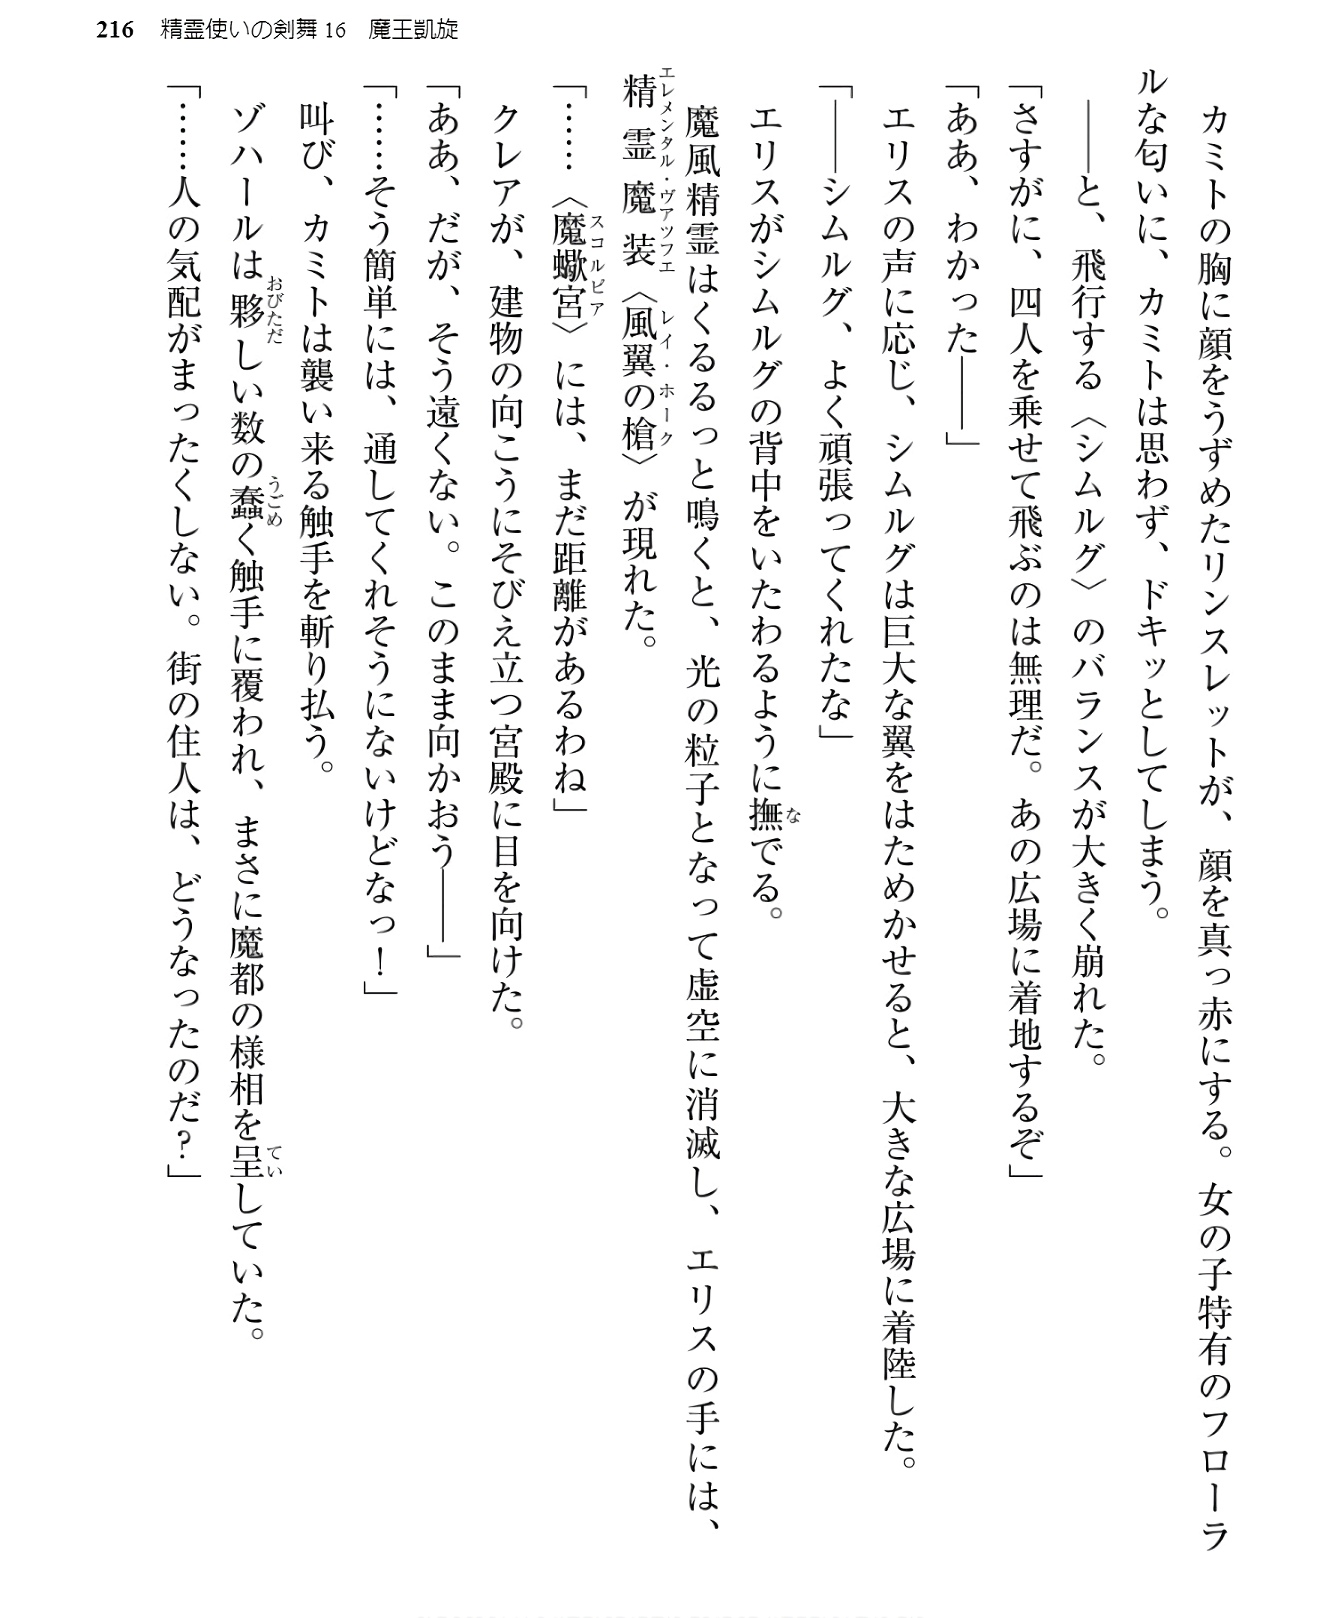 216 精霊使いの剣舞16 魔王凱旋
カミトの胸に顔をうずめたリンスレットが、顔を真っ赤にする。女の子特有のフローラ
ルな匂いに、カミトは思わず、ドキッとしてしまう。
――と、飛行する〈シムルグ〉のバランスが大きく崩れた。
「さすがに、四人を乗せて飛ぶのは無理だ。あの広場に着地するぞ」
「ああ、わかった――」
エリスの声に応じ、シムルグは巨大な翼をはためかせると、大きな広場に着陸した。
「――シムルグ、よく頑張ってくれたな」
エリスがシムルグの背中をいたわるように撫でる。
な
魔風精霊はくるるっと鳴くと、光の粒子となって虚空に消滅し、エリスの手には、
精霊魔装〈風翼の槍〉が現れた。
エレメンタル・ヴァッフェ
レイ・ホーク
「……〈魔蠍宮〉には、まだ距離があるわね」
スコルピア
クレアが、建物の向こうにそびえ立つ宮殿に目を向けた。
「ああ、だが、そう遠くない。このまま向かおう――」
「……そう簡単には、通してくれそうにないけどなっ！」
叫び、カミトは襲い来る触手を斬り払う。
ゾハールは夥しい数の蠢く触手に覆われ、まさに魔都の様相を呈していた。
おびただ
うごめ
てい
「……人の気配がまったくしない。街の住人は、どうなったのだ？」